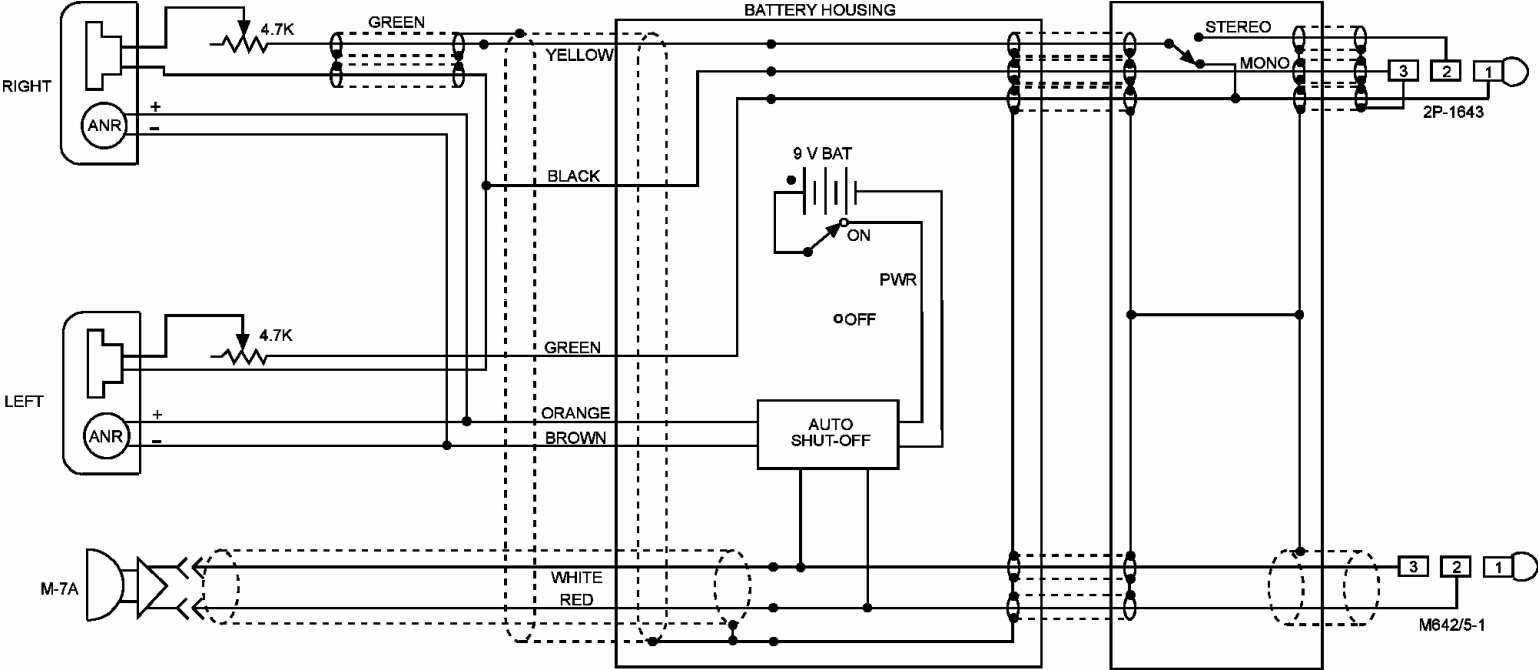 BATTERY HOUSING
GREEN
4.7K
YELLOW
STEREO
MONO
3 2 1
2P-1643
RIGHT
+
ANR
–
9 V BAT
BLACK
ON
PWR
OFF
4.7K
GREEN
LEFT
+
ANR
–
ORANGE
BROWN
AUTO
SHUT-OFF
M-7A
WHITE
RED
3 2 1
M642/5-1